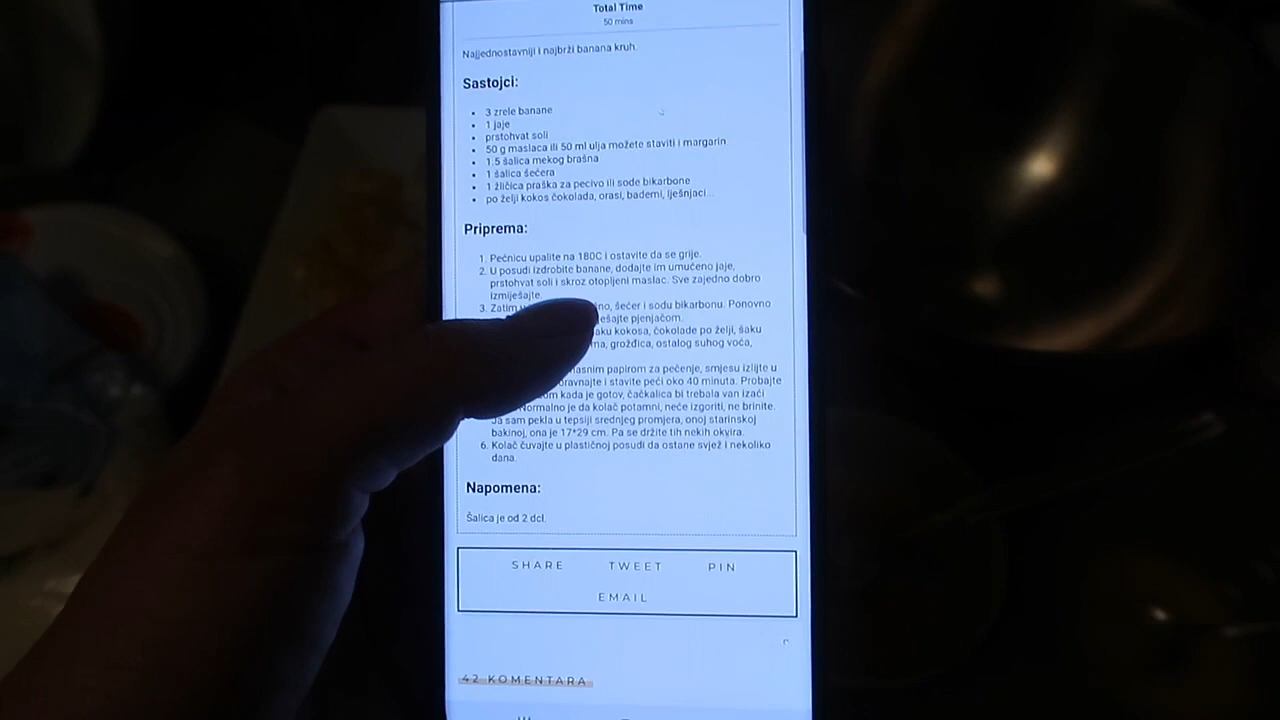 Total Time
50 mins
Najjednostavniji i najbrži banana kruh.
Sastojci:
3 zrele banane
1 jaje
prstohvat soli
50 g maslaca ili 50 ml ulja možete staviti i margarin
1.5 šalica mekog brašna
1 šalica šećera
1 žličica praška za pecivo ili sode bikarbone
po želji kokos čokolada, orasi, bademi, lješnjaci...
Priprema:
1. Pećnicu upalite na 180C i ostavite da se grije.
2. U posudi izdrobite banane, dodajte im umućeno jaje,
prstohvat soli i skroz otopljeni maslac. Sve zajedno dobro
izmiješajte.
3. Zatim šećer i sodu bikarbonu. Ponovno
pjenjačom.
kokosa, čokolade po želji, šaku
grožđica, ostalog suhog voća,
papirom za pečenje, smjesu izlijte u
i stavite peći oko 40 minuta. Probajte
kada je gotov, čačkalica bi trebala van izaći
Normalno je da kolač potamni, neće izgoriti, ne brinite.
Ja sam pekla u tepsiji srednjeg promjera, onoj starinskoj
bakinoj, ona je 17*29 cm. Pa se držite tih nekih okvira.
6. Kolač čuvajte u plastičnoj posudi da ostane svjež i nekoliko
dana.
Napomena:
Šalica je od 2 dcl.
SHARE TWEET PIN
EMAIL
42 KOMENTARA